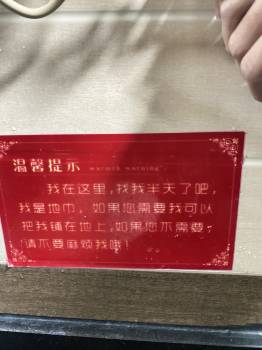 温馨提示 warmth warning
我在这里,找我半天了吧,
我是地巾,如果您需要我可以
把我铺在地上,如果您不需要,
请不要麻烦我哦!